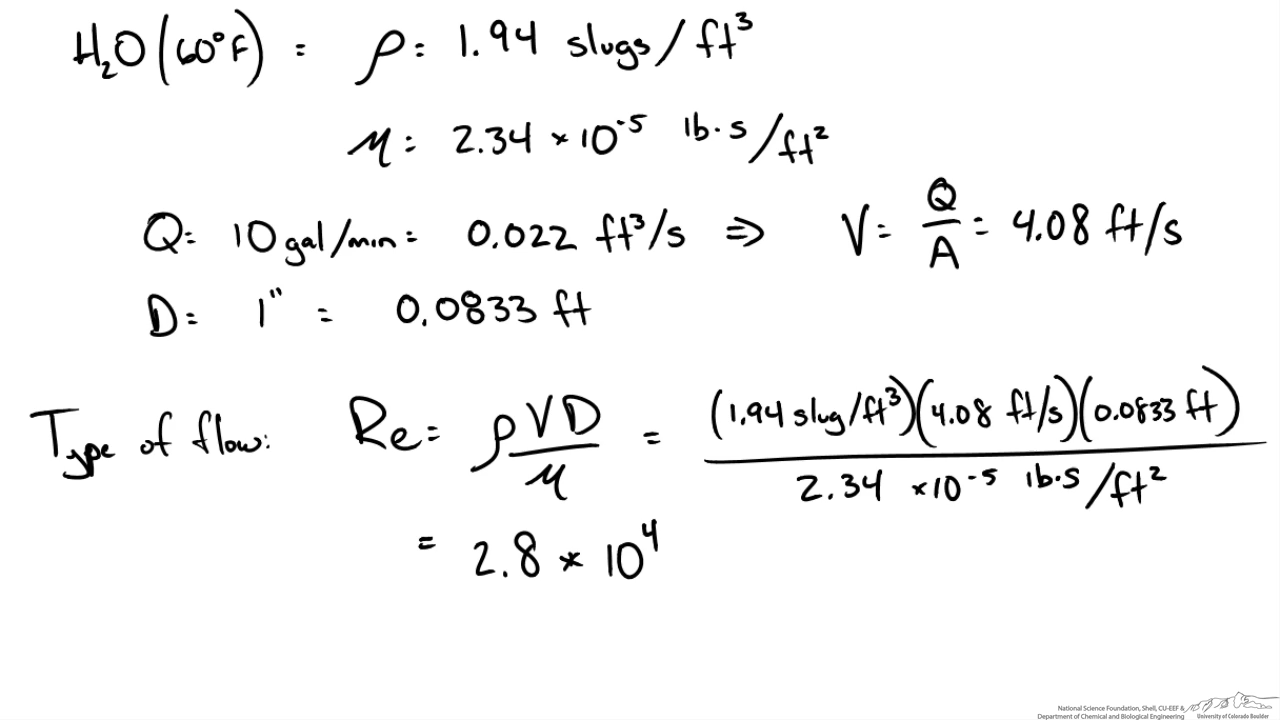 H₂O (60°F) = ρ = 1.94 slugs/ft³
μ = 2.34 × 10⁻⁵ lb·s/ft²
Q = 10 gal/min = 0.022 ft³/s ⇒ V = Q/A = 4.08 ft/s
D = 1" = 0.0833 ft
Type of flow: Re = ρVD/μ = (1.94 slug/ft³)(4.08 ft/s)(0.0833 ft) / 2.34 × 10⁻⁵ lb·s/ft²
= 2.8 × 10⁴
National Science Foundation, Shell, CU-EEF &
Department of Chemical and Biological Engineering
University of Colorado Boulder